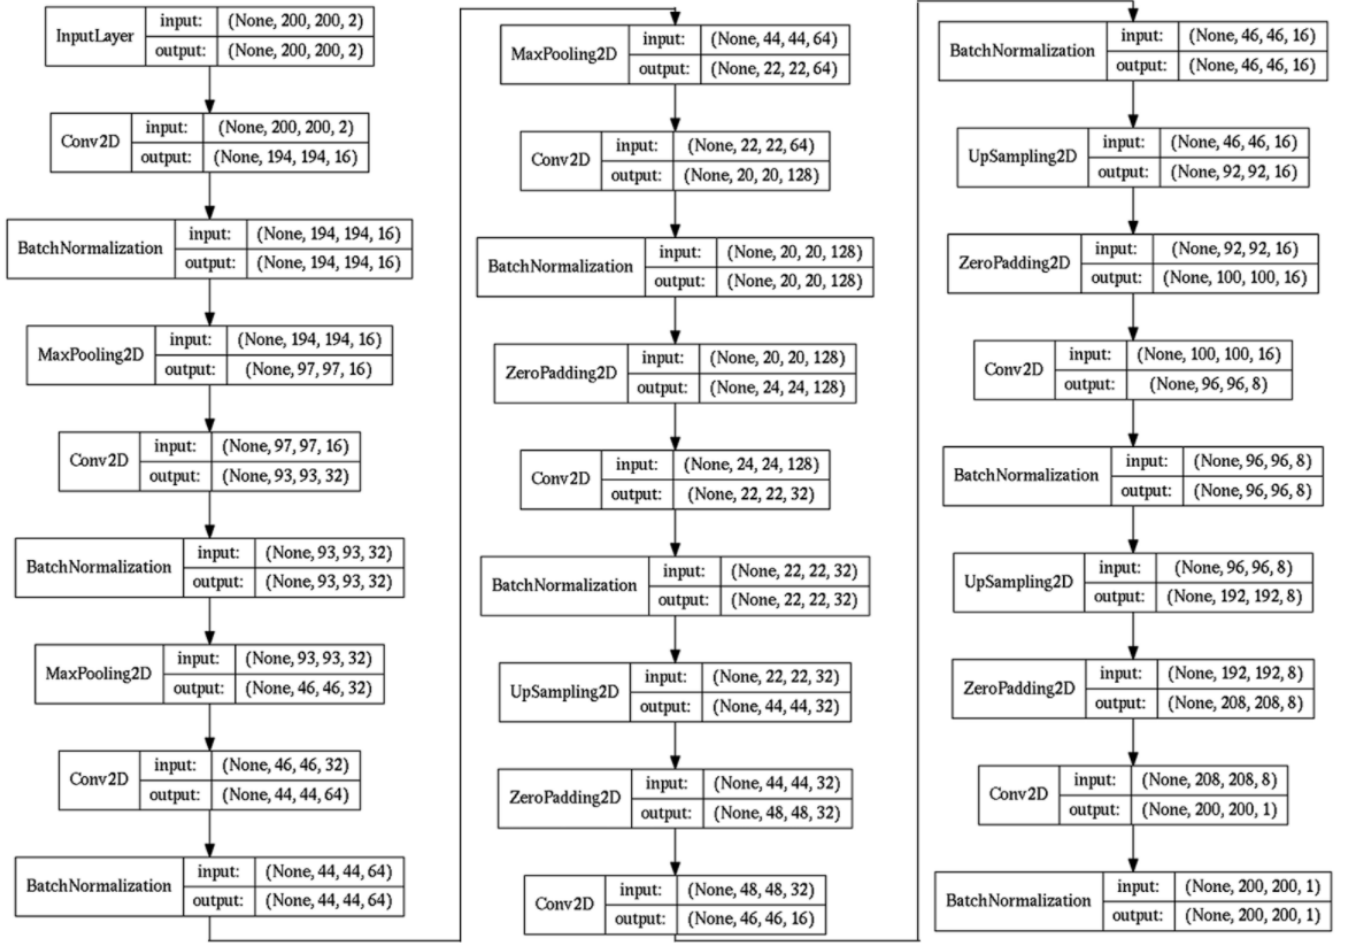 InputLayer
input: (None, 200, 200, 2)
output: (None, 200, 200, 2)
Conv2D
input: (None, 200, 200, 2)
output: (None, 194, 194, 16)
BatchNormalization
input: (None, 194, 194, 16)
output: (None, 194, 194, 16)
MaxPooling2D
input: (None, 194, 194, 16)
output: (None, 97, 97, 16)
Conv2D
input: (None, 97, 97, 16)
output: (None, 93, 93, 32)
BatchNormalization
input: (None, 93, 93, 32)
output: (None, 93, 93, 32)
MaxPooling2D
input: (None, 93, 93, 32)
output: (None, 46, 46, 32)
Conv2D
input: (None, 46, 46, 32)
output: (None, 44, 44, 64)
BatchNormalization
input: (None, 44, 44, 64)
output: (None, 44, 44, 64)
MaxPooling2D
input: (None, 44, 44, 64)
output: (None, 22, 22, 64)
Conv2D
input: (None, 22, 22, 64)
output: (None, 20, 20, 128)
BatchNormalization
input: (None, 20, 20, 128)
output: (None, 20, 20, 128)
ZeroPadding2D
input: (None, 20, 20, 128)
output: (None, 24, 24, 128)
Conv2D
input: (None, 24, 24, 128)
output: (None, 22, 22, 32)
BatchNormalization
input: (None, 22, 22, 32)
output: (None, 22, 22, 32)
UpSampling2D
input: (None, 22, 22, 32)
output: (None, 44, 44, 32)
ZeroPadding2D
input: (None, 44, 44, 32)
output: (None, 48, 48, 32)
Conv2D
input: (None, 48, 48, 32)
output: (None, 46, 46, 16)
BatchNormalization
input: (None, 46, 46, 16)
output: (None, 46, 46, 16)
UpSampling2D
input: (None, 46, 46, 16)
output: (None, 92, 92, 16)
ZeroPadding2D
input: (None, 92, 92, 16)
output: (None, 100, 100, 16)
Conv2D
input: (None, 100, 100, 16)
output: (None, 96, 96, 8)
BatchNormalization
input: (None, 96, 96, 8)
output: (None, 96, 96, 8)
UpSampling2D
input: (None, 96, 96, 8)
output: (None, 192, 192, 8)
ZeroPadding2D
input: (None, 192, 192, 8)
output: (None, 208, 208, 8)
Conv2D
input: (None, 208, 208, 8)
output: (None, 200, 200, 1)
BatchNormalization
input: (None, 200, 200, 1)
output: (None, 200, 200, 1)